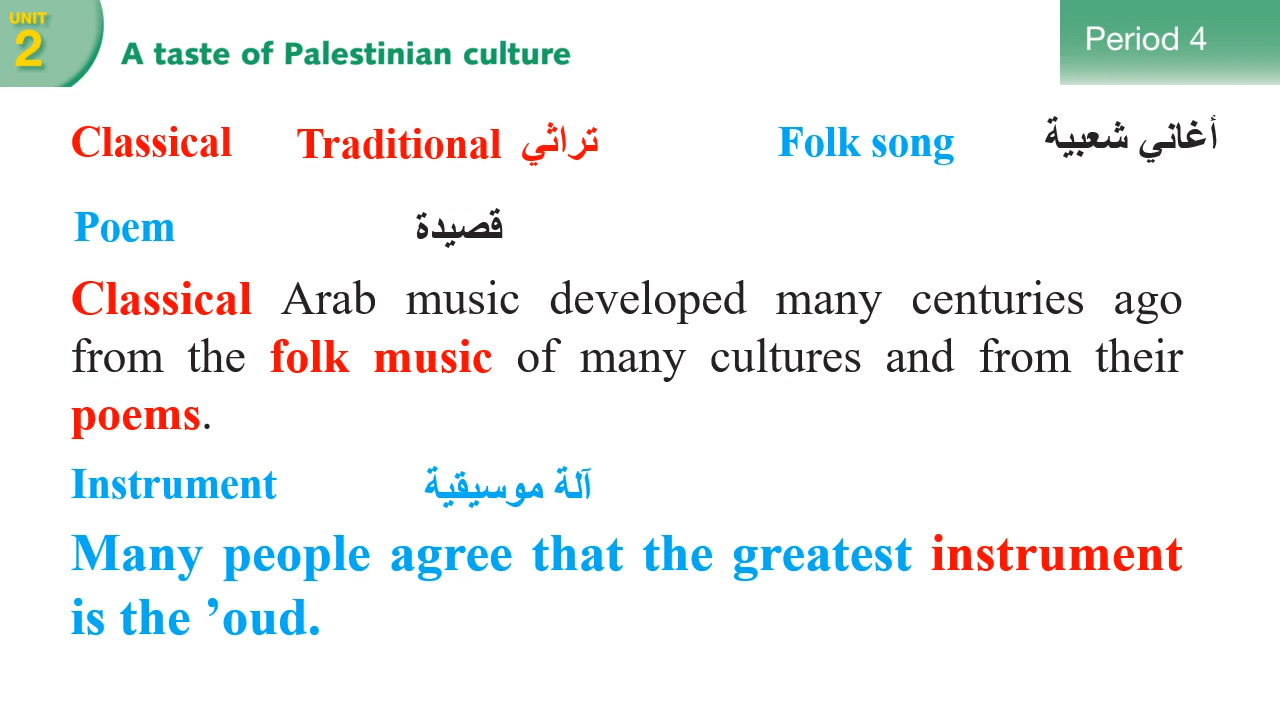 UNIT
2
A taste of Palestinian culture
Period 4
Classical Traditional تراثي Folk song أغاني شعبية
Poem قصيدة
Classical Arab music developed many centuries ago
from the folk music of many cultures and from their
poems.
Instrument آلة موسيقية
Many people agree that the greatest instrument
is the ’oud.